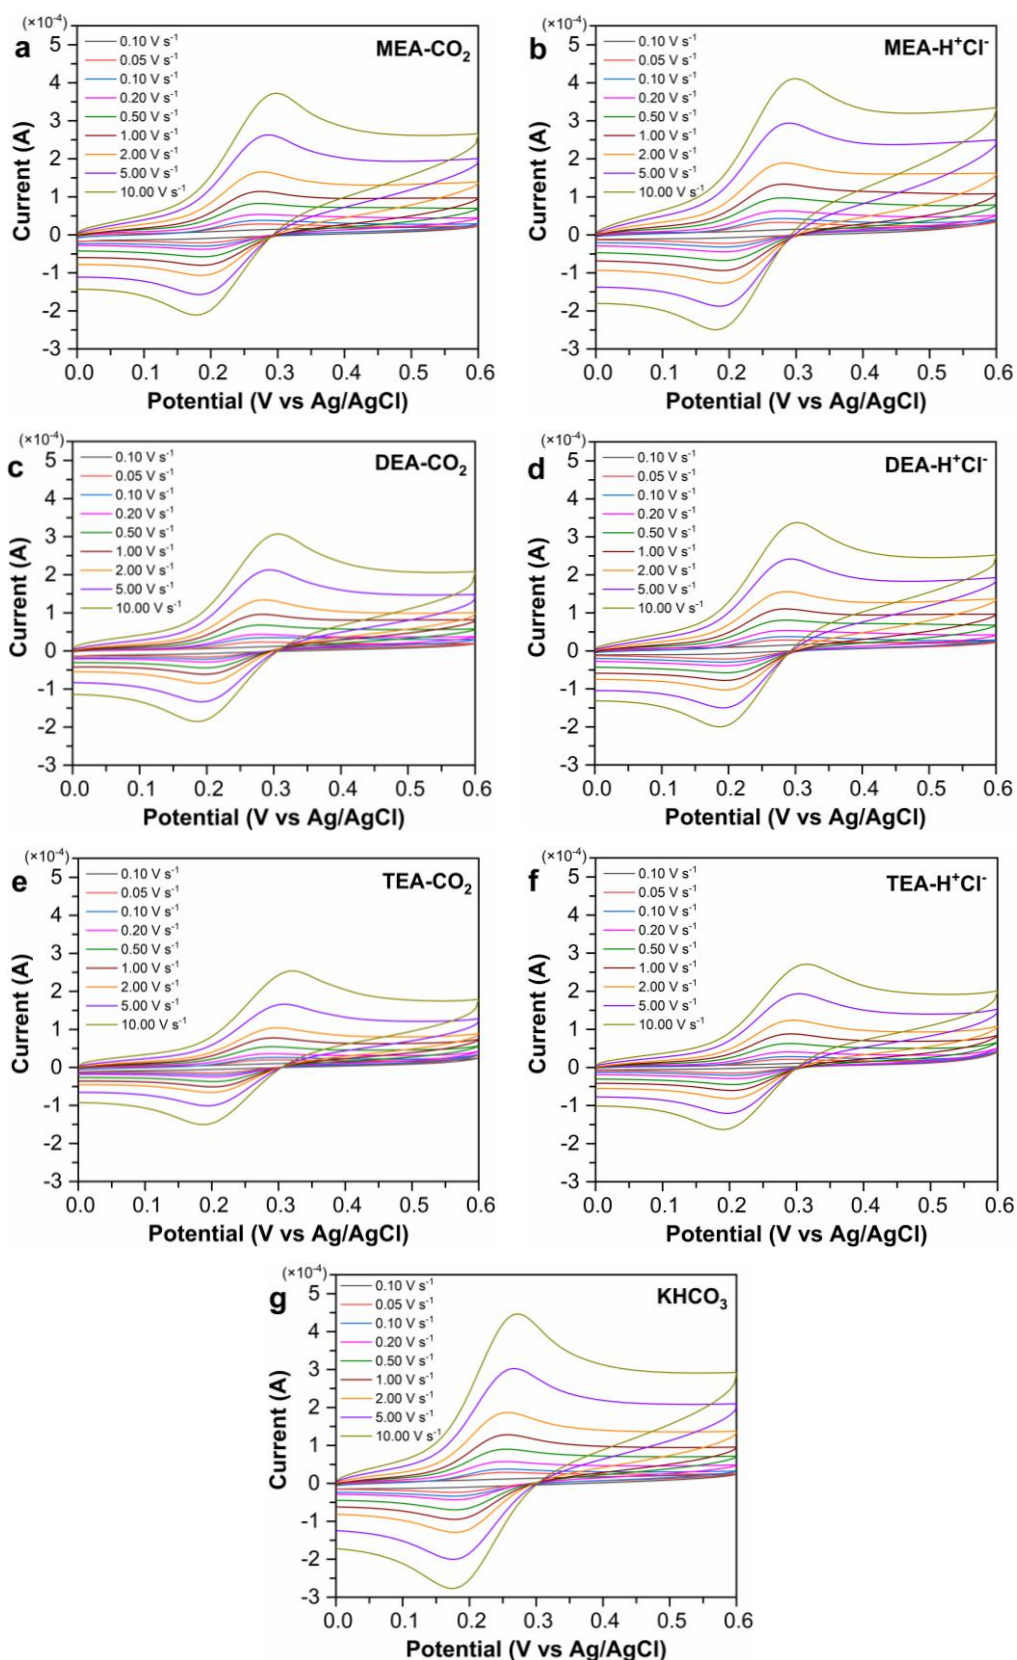 (×10⁻⁴)
a
MEA-CO₂
0.10 V s⁻¹
0.05 V s⁻¹
0.10 V s⁻¹
0.20 V s⁻¹
0.50 V s⁻¹
1.00 V s⁻¹
2.00 V s⁻¹
5.00 V s⁻¹
10.00 V s⁻¹
Current (A)
5
4
3
2
1
0
-1
-2
-3
0.0 0.1 0.2 0.3 0.4 0.5 0.6
Potential (V vs Ag/AgCl)
(×10⁻⁴)
b
MEA-H⁺Cl⁻
0.10 V s⁻¹
0.05 V s⁻¹
0.10 V s⁻¹
0.20 V s⁻¹
0.50 V s⁻¹
1.00 V s⁻¹
2.00 V s⁻¹
5.00 V s⁻¹
10.00 V s⁻¹
Current (A)
5
4
3
2
1
0
-1
-2
-3
0.0 0.1 0.2 0.3 0.4 0.5 0.6
Potential (V vs Ag/AgCl)
(×10⁻⁴)
c
DEA-CO₂
0.10 V s⁻¹
0.05 V s⁻¹
0.10 V s⁻¹
0.20 V s⁻¹
0.50 V s⁻¹
1.00 V s⁻¹
2.00 V s⁻¹
5.00 V s⁻¹
10.00 V s⁻¹
Current (A)
5
4
3
2
1
0
-1
-2
-3
0.0 0.1 0.2 0.3 0.4 0.5 0.6
Potential (V vs Ag/AgCl)
(×10⁻⁴)
d
DEA-H⁺Cl⁻
0.10 V s⁻¹
0.05 V s⁻¹
0.10 V s⁻¹
0.20 V s⁻¹
0.50 V s⁻¹
1.00 V s⁻¹
2.00 V s⁻¹
5.00 V s⁻¹
10.00 V s⁻¹
Current (A)
5
4
3
2
1
0
-1
-2
-3
0.0 0.1 0.2 0.3 0.4 0.5 0.6
Potential (V vs Ag/AgCl)
(×10⁻⁴)
e
TEA-CO₂
0.10 V s⁻¹
0.05 V s⁻¹
0.10 V s⁻¹
0.20 V s⁻¹
0.50 V s⁻¹
1.00 V s⁻¹
2.00 V s⁻¹
5.00 V s⁻¹
10.00 V s⁻¹
Current (A)
5
4
3
2
1
0
-1
-2
-3
0.0 0.1 0.2 0.3 0.4 0.5 0.6
Potential (V vs Ag/AgCl)
(×10⁻⁴)
f
TEA-H⁺Cl⁻
0.10 V s⁻¹
0.05 V s⁻¹
0.10 V s⁻¹
0.20 V s⁻¹
0.50 V s⁻¹
1.00 V s⁻¹
2.00 V s⁻¹
5.00 V s⁻¹
10.00 V s⁻¹
Current (A)
5
4
3
2
1
0
-1
-2
-3
0.0 0.1 0.2 0.3 0.4 0.5 0.6
Potential (V vs Ag/AgCl)
(×10⁻⁴)
g
KHCO₃
0.10 V s⁻¹
0.05 V s⁻¹
0.10 V s⁻¹
0.20 V s⁻¹
0.50 V s⁻¹
1.00 V s⁻¹
2.00 V s⁻¹
5.00 V s⁻¹
10.00 V s⁻¹
Current (A)
5
4
3
2
1
0
-1
-2
-3
0.0 0.1 0.2 0.3 0.4 0.5 0.6
Potential (V vs Ag/AgCl)